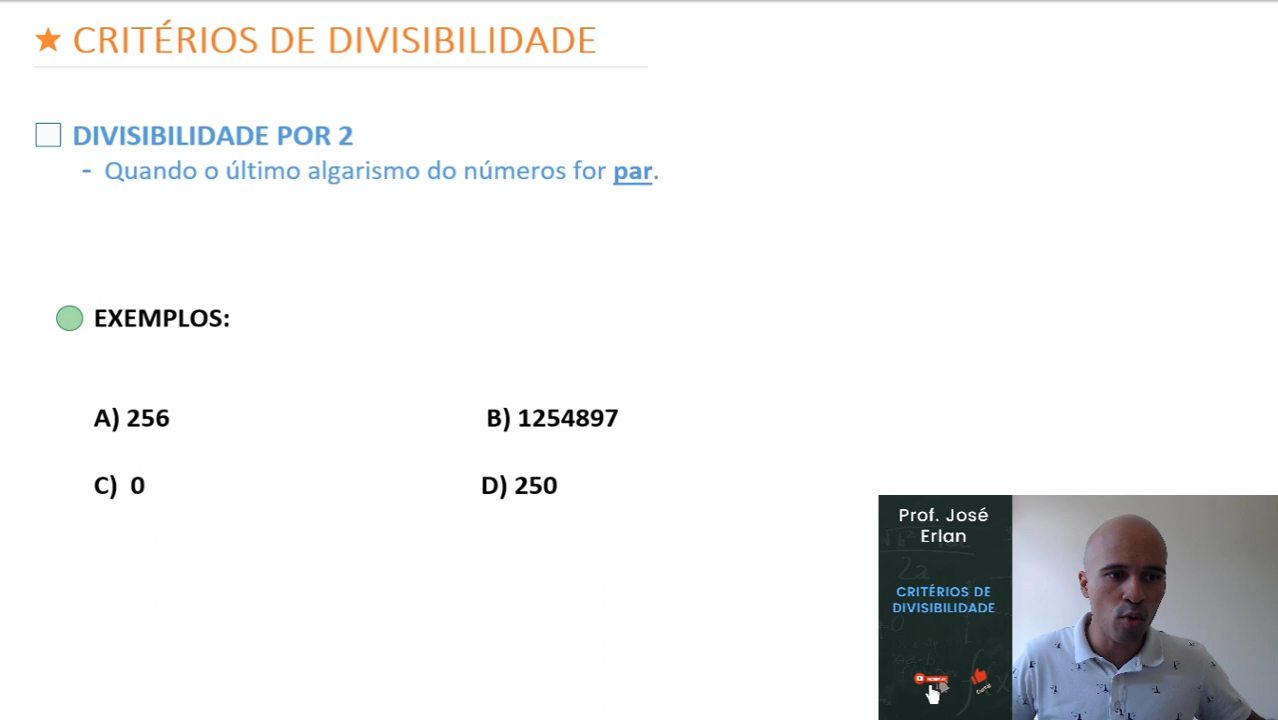 ★ CRITÉRIOS DE DIVISIBILIDADE
DIVISIBILIDADE POR 2
- Quando o último algarismo do números for par.
EXEMPLOS:
A) 256
B) 1254897
C) 0
D) 250
Prof. José
Erlan
2a
CRITÉRIOS DE
DIVISIBILIDADE